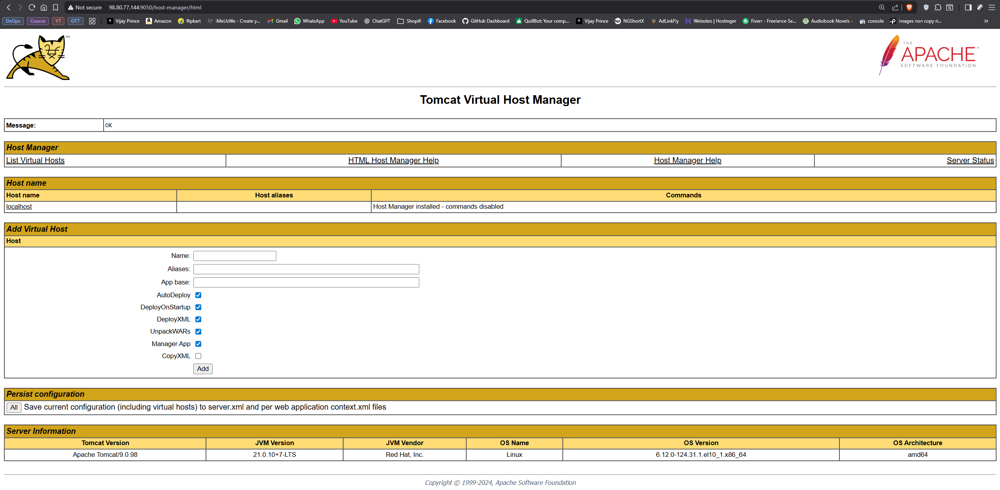 Not secure 98.80.77.144:9050/host-manager/html
DeOps Cource YT OTT Vijay Prince Amazon flipkart iMeUsWe - Create y... Gmail WhatsApp YouTube ChatGPT Shopifi Facebook GitHub Dashboard QuillBot: Your comp... Vijay Prince NGShortX AdLinkFly Websites | Hostinger Fiverr - Freelance Se... Audiobook Novels - console images non copy ri... »
TM
THE
APACHE®
SOFTWARE FOUNDATION
Tomcat Virtual Host Manager
Message: OK
Host Manager
List Virtual Hosts HTML Host Manager Help Host Manager Help Server Status
Host name
Host name Host aliases Commands
localhost Host Manager installed - commands disabled
Add Virtual Host
Host
Name:
Aliases:
App base:
AutoDeploy
DeployOnStartup
DeployXML
UnpackWARs
Manager App
CopyXML
Add
Persist configuration
All Save current configuration (including virtual hosts) to server.xml and per web application context.xml files
Server Information
Tomcat Version JVM Version JVM Vendor OS Name OS Version OS Architecture
Apache Tomcat/9.0.98 21.0.10+7-LTS Red Hat, Inc. Linux 6.12.0-124.31.1.el10_1.x86_64 amd64
Copyright © 1999-2024, Apache Software Foundation